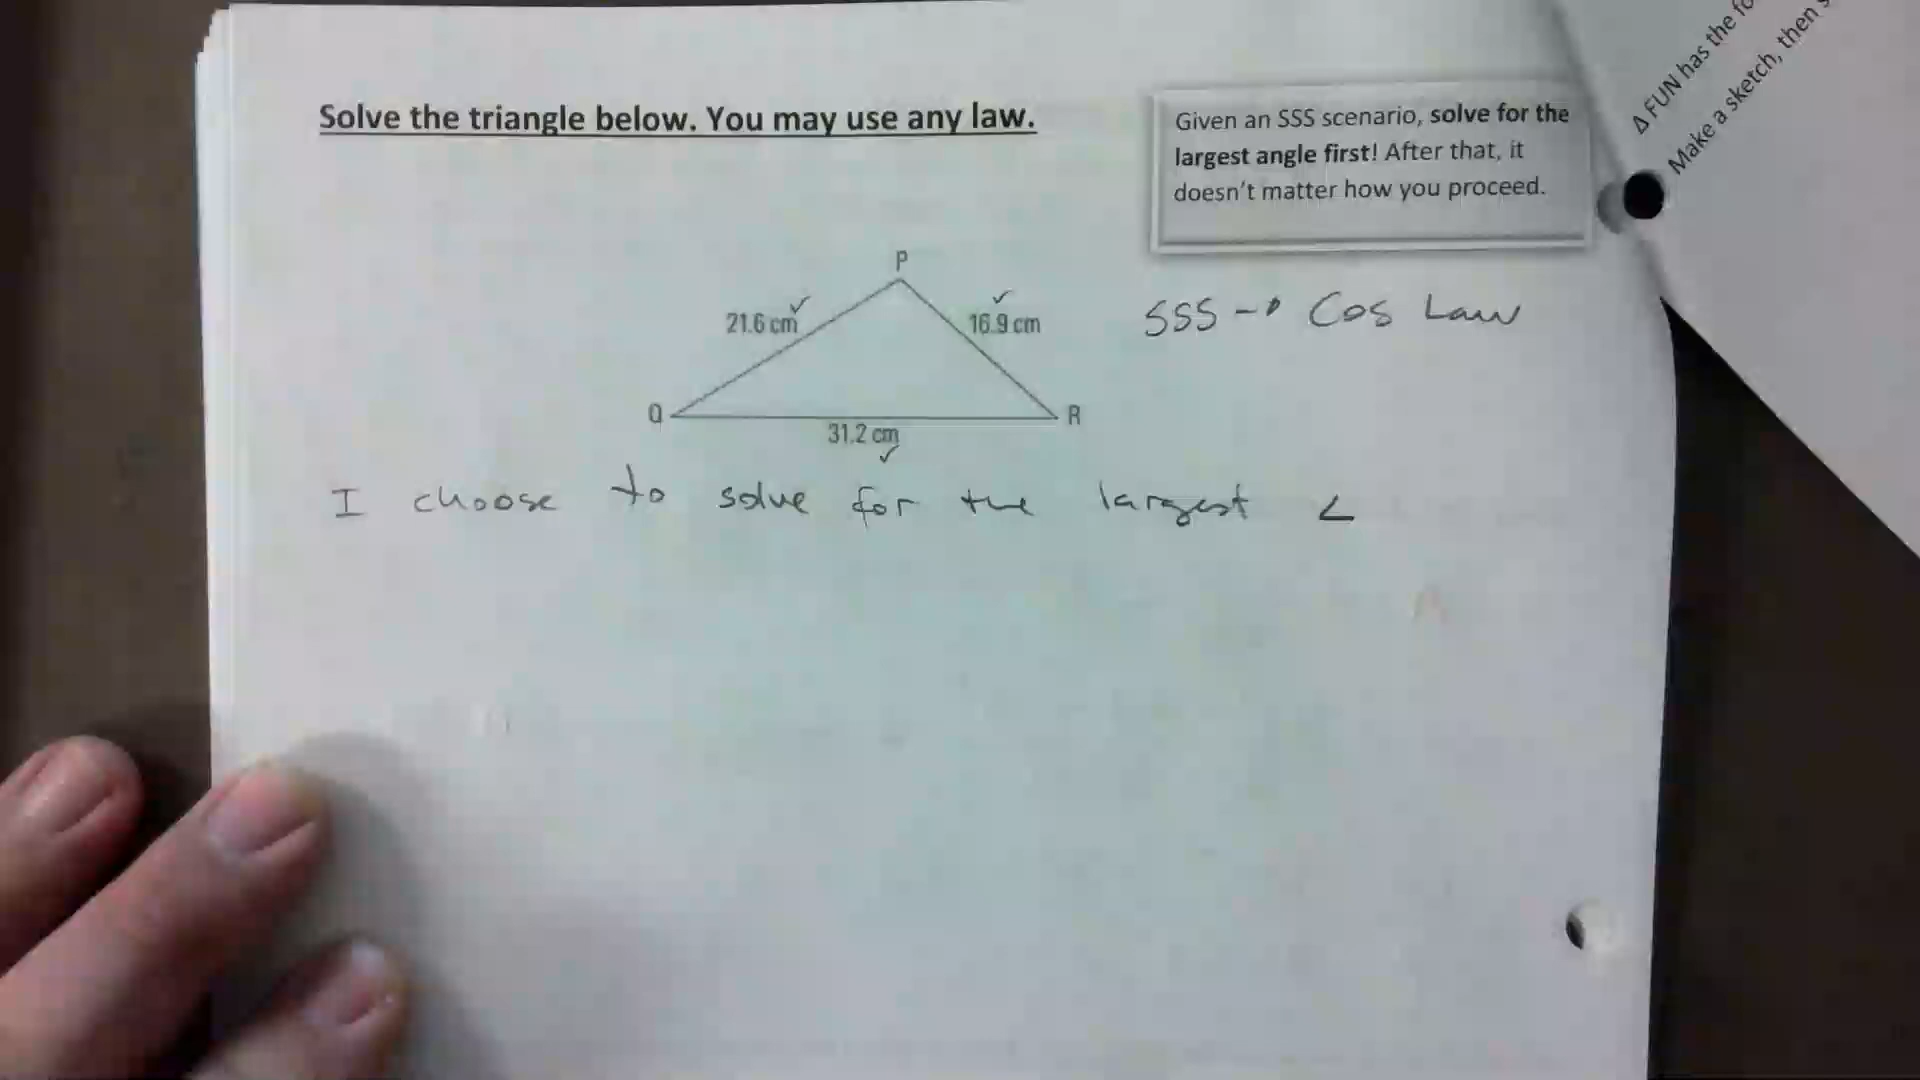 Solve the triangle below. You may use any law.
Given an SSS scenario, solve for the
largest angle first! After that, it
doesn't matter how you proceed.
Δ FUN has the
Make a sketch, then
P
21.6 cm
16.9 cm
SSS → Cos Law
Q
R
31.2 cm
I choose to solve for the largest <